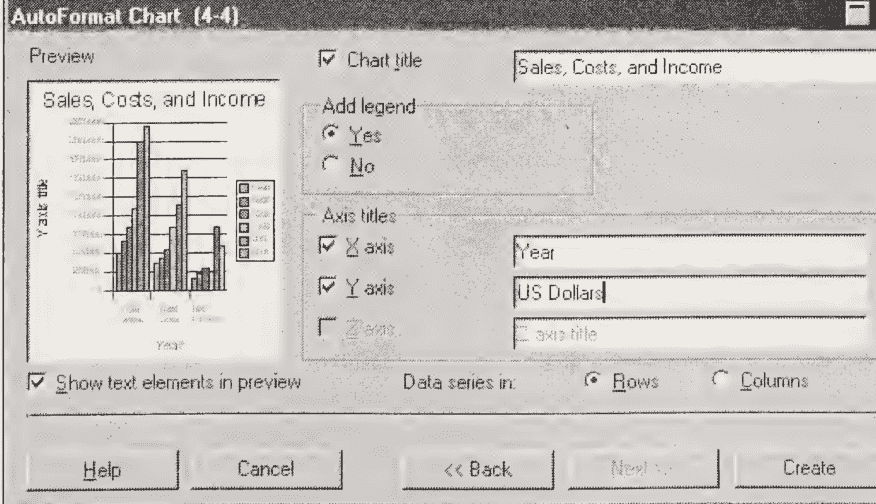 AutoFormat Chart (4-4)
Preview
Chart title
Sales, Costs, and Income
Sales, Costs, and Income
Y axis title
Year
Add legend
Yes
No
Axis titles
X axis
Year
Y axis
US Dollars
Z axis
Z axis title
Show text elements in preview
Data series in:
Rows
Columns
Help
Cancel
<< Back
Next >>
Create